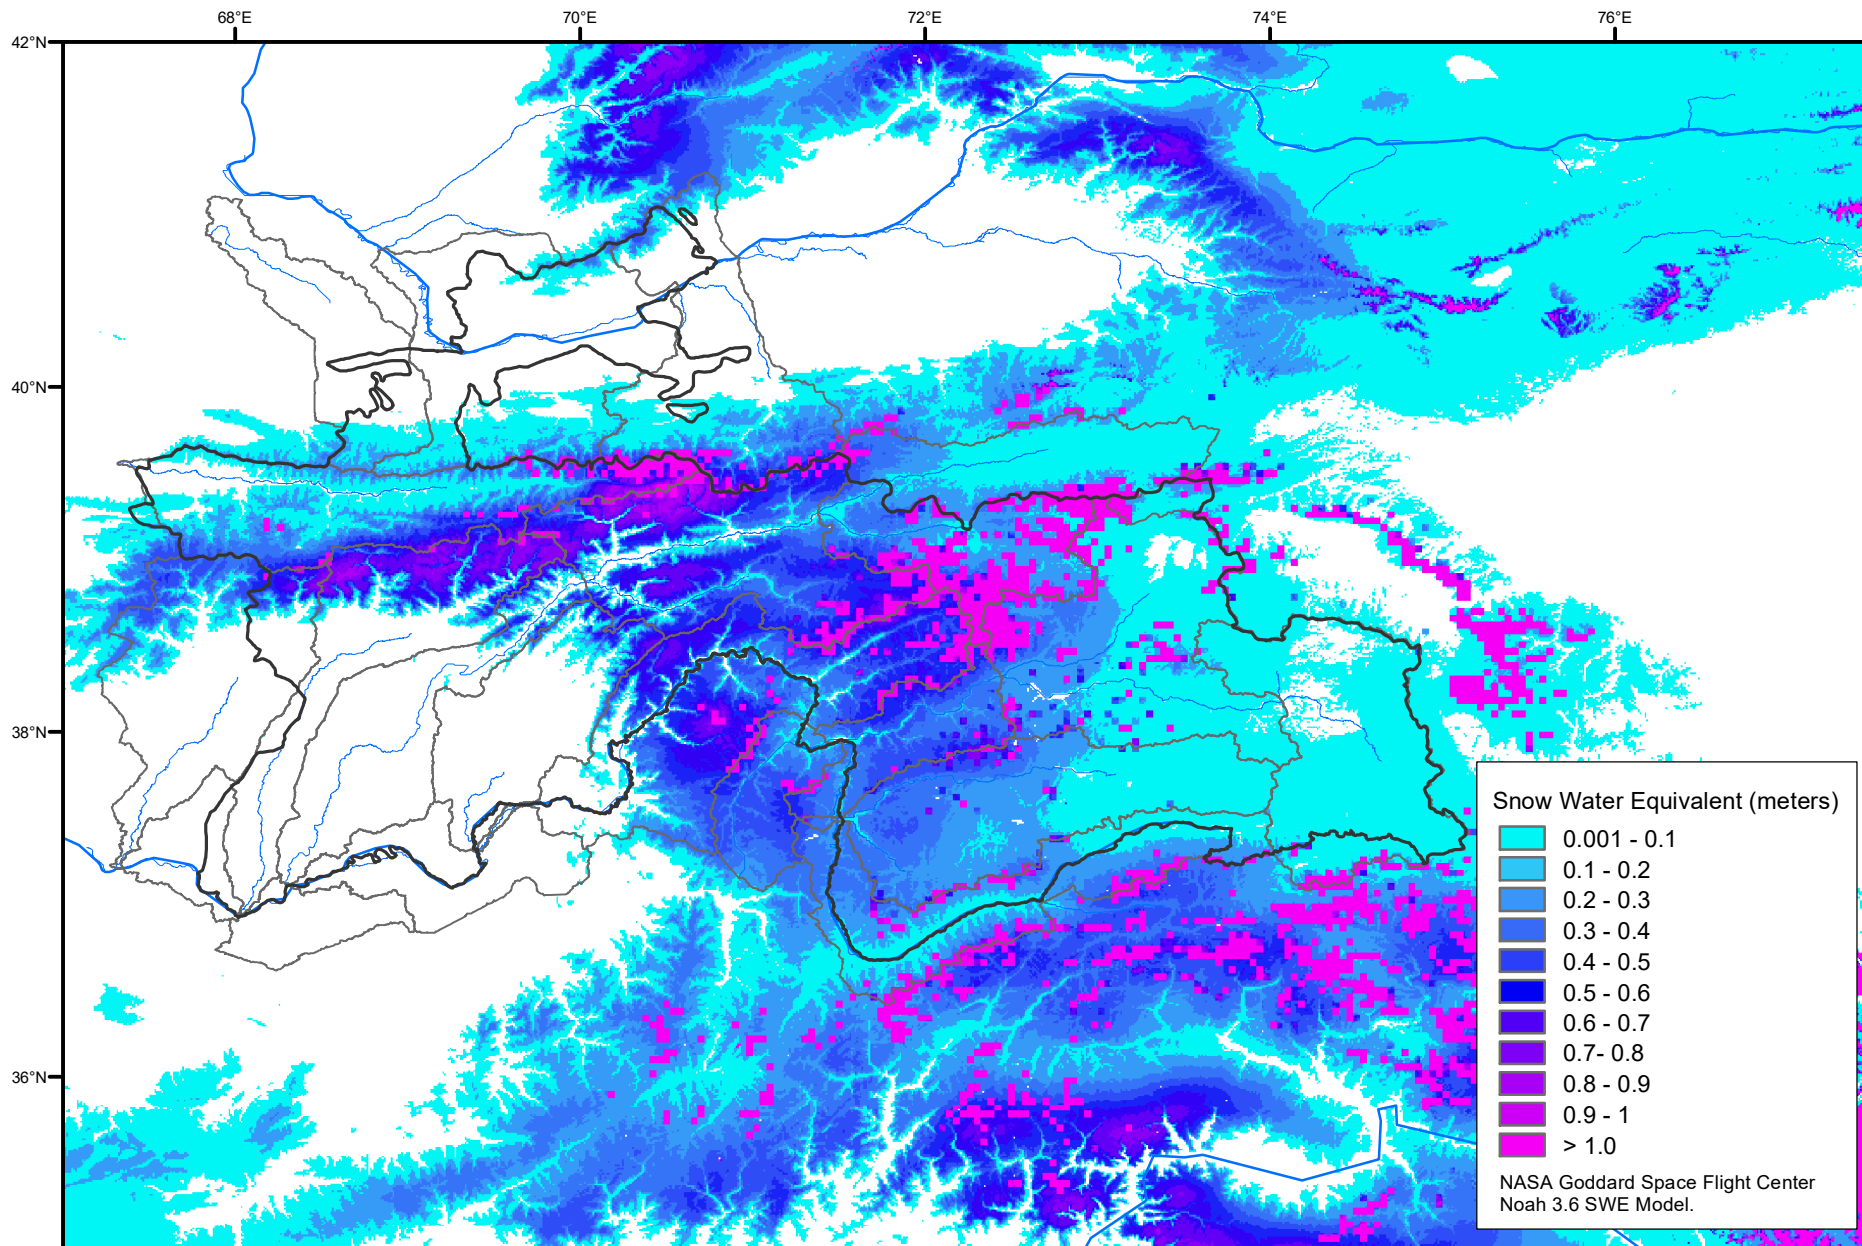 68°E
70°E
72°E
74°E
76°E
42°N
40°N
38°N
36°N
Snow Water Equivalent (meters)
0.001 - 0.1
0.1 - 0.2
0.2 - 0.3
0.3 - 0.4
0.4 - 0.5
0.5 - 0.6
0.6 - 0.7
0.7- 0.8
0.8 - 0.9
0.9 - 1
> 1.0
NASA Goddard Space Flight Center
Noah 3.6 SWE Model.